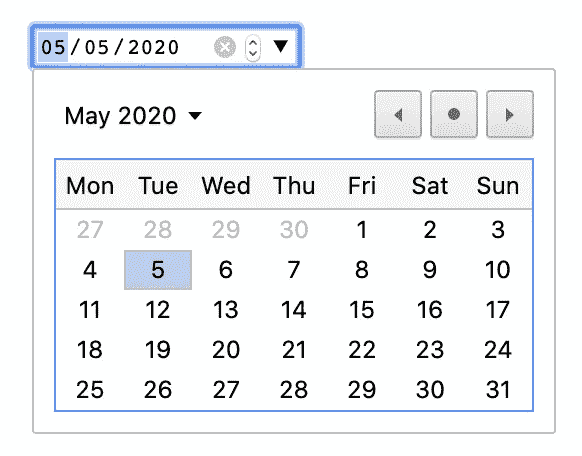 05/05/2020
May 2020
Mon Tue Wed Thu Fri Sat Sun
27 28 29 30 1 2 3
4 5 6 7 8 9 10
11 12 13 14 15 16 17
18 19 20 21 22 23 24
25 26 27 28 29 30 31